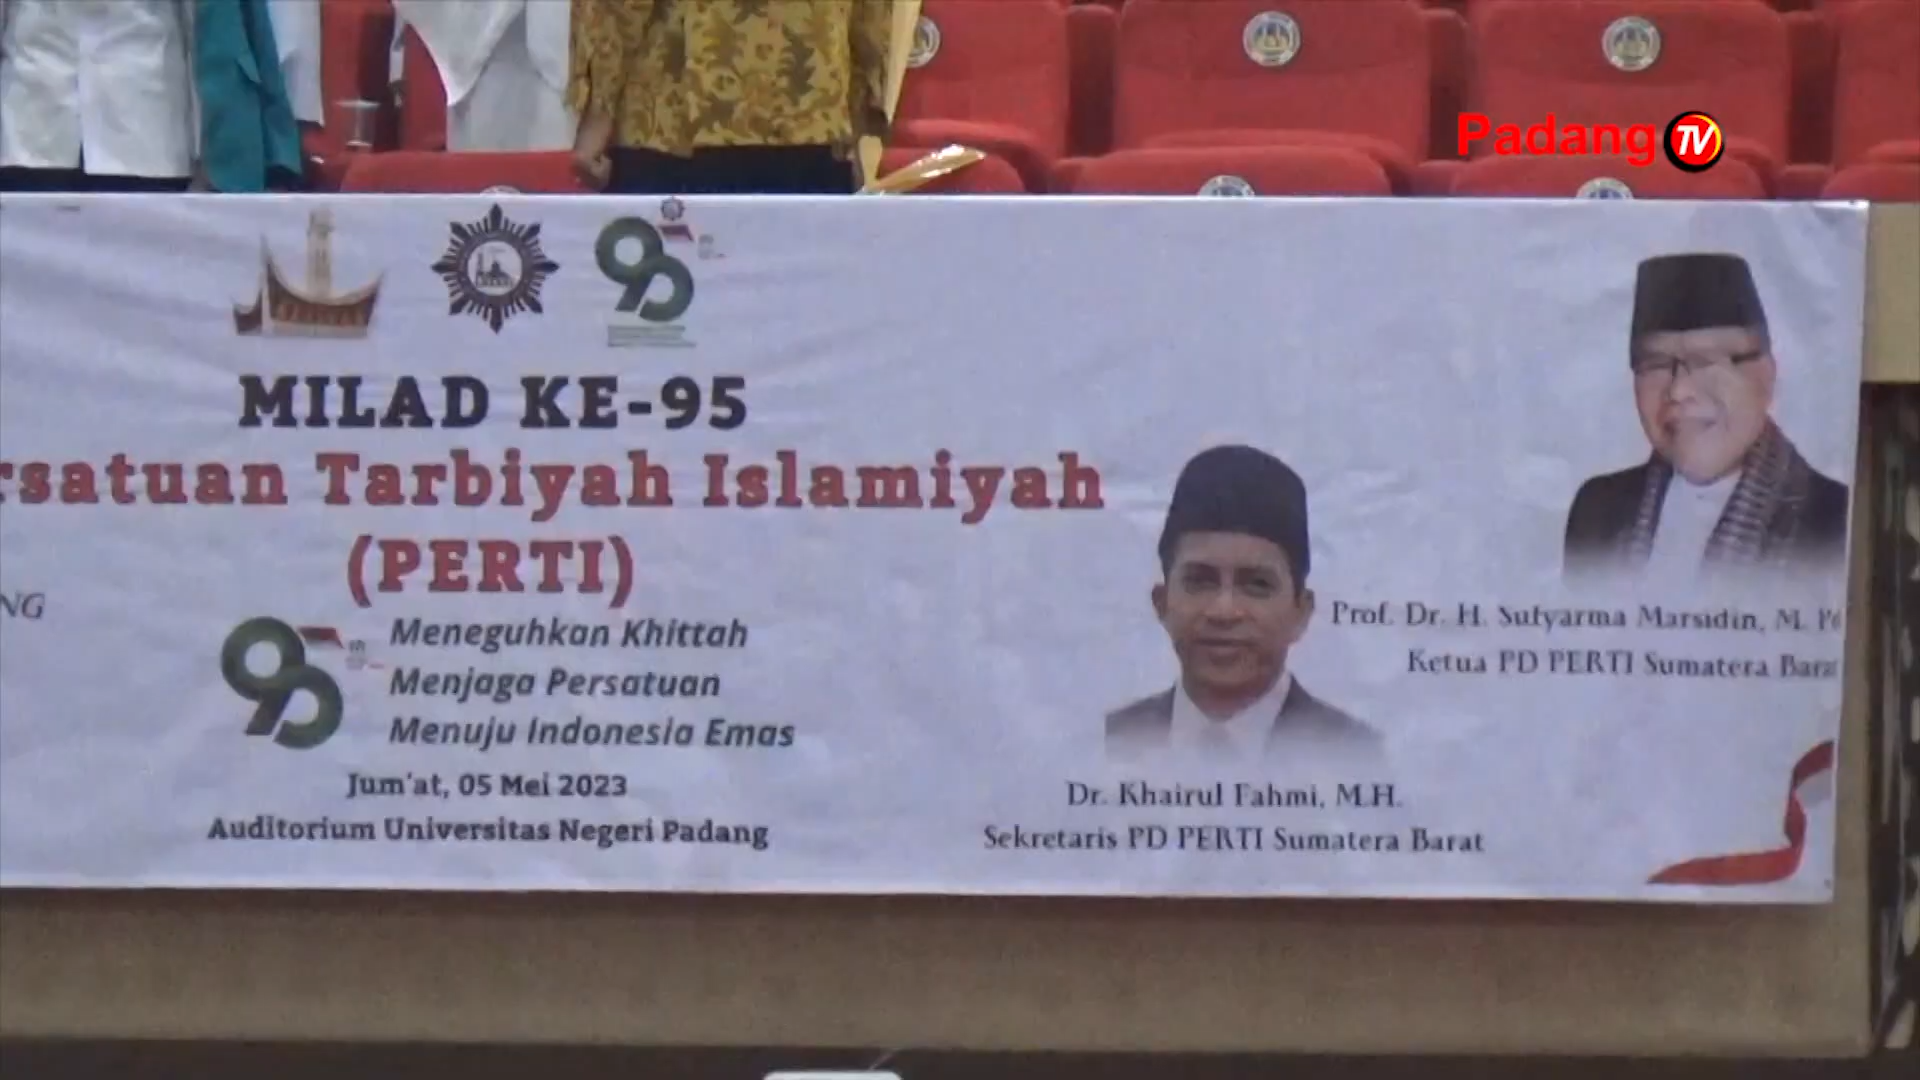 Padang TV
MILAD KE-95
rsatuan Tarbiyah Islamiyah
(PERTI)
NG
95
Meneguhkan Khittah
Menjaga Persatuan
Menuju Indonesia Emas
Jum'at, 05 Mei 2023
Auditorium Universitas Negeri Padang
Prof. Dr. H. Sufyarma Marsidin, M. Pd
Ketua PD PERTI Sumatera Barat
Dr. Khairul Fahmi, M.H.
Sekretaris PD PERTI Sumatera Barat